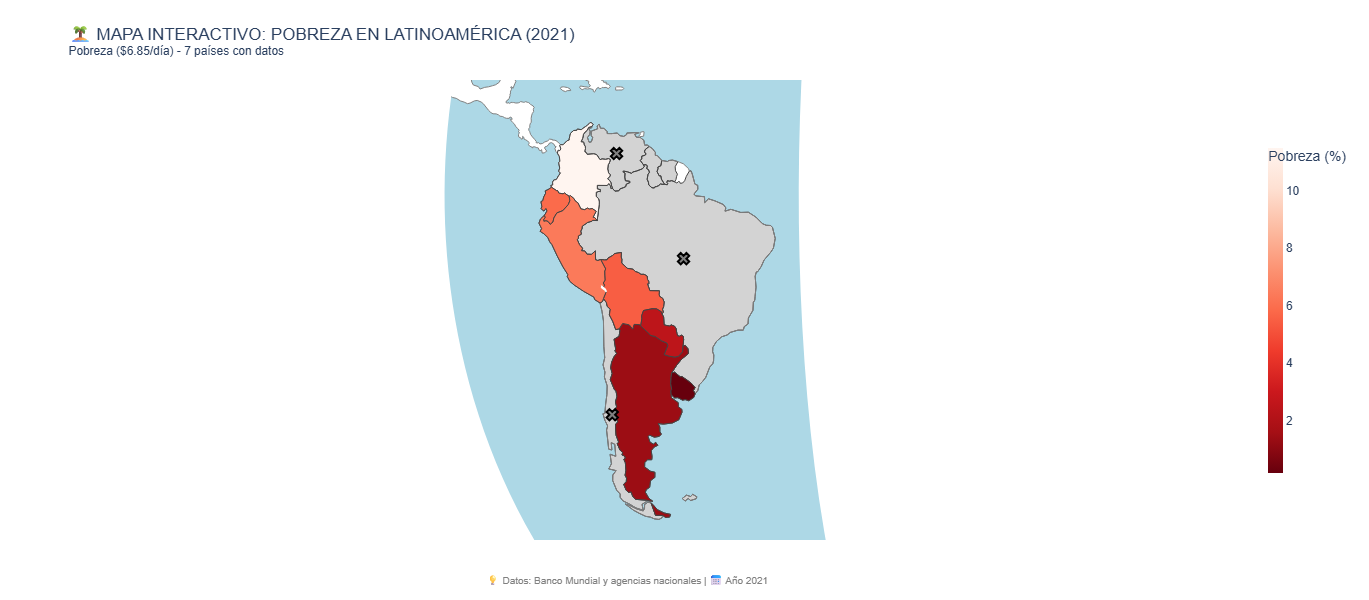 🏝️ MAPA INTERACTIVO: POBREZA EN LATINOAMÉRICA (2021)
Pobreza ($6.85/día) - 7 países con datos
Pobreza (%)
10
8
6
4
2
💡 Datos: Banco Mundial y agencias nacionales | 🗓️ Año 2021